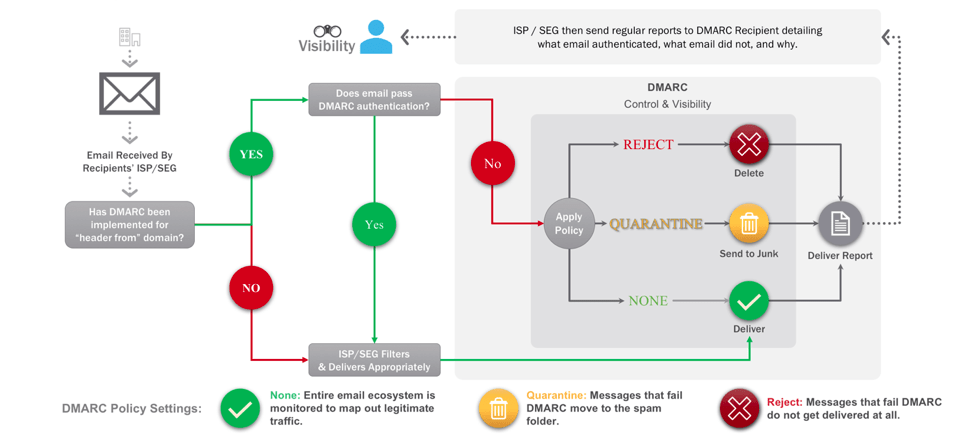 Visibility
ISP / SEG then send regular reports to DMARC Recipient detailing
what email authenticated, what email did not, and why.
Email Received By
Recipients' ISP/SEG
Has DMARC been
implemented for
"header from" domain?
YES
NO
Does email pass
DMARC authentication?
Yes
No
ISP/SEG Filters
& Delivers Appropriately
DMARC
Control & Visibility
Apply
Policy
REJECT
Delete
QUARANTINE
Send to Junk
NONE
Deliver
Deliver Report
DMARC Policy Settings:
None: Entire email ecosystem is
monitored to map out legitimate
traffic.
Quarantine: Messages that fail
DMARC move to the spam
folder.
Reject: Messages that fail DMARC
do not get delivered at all.